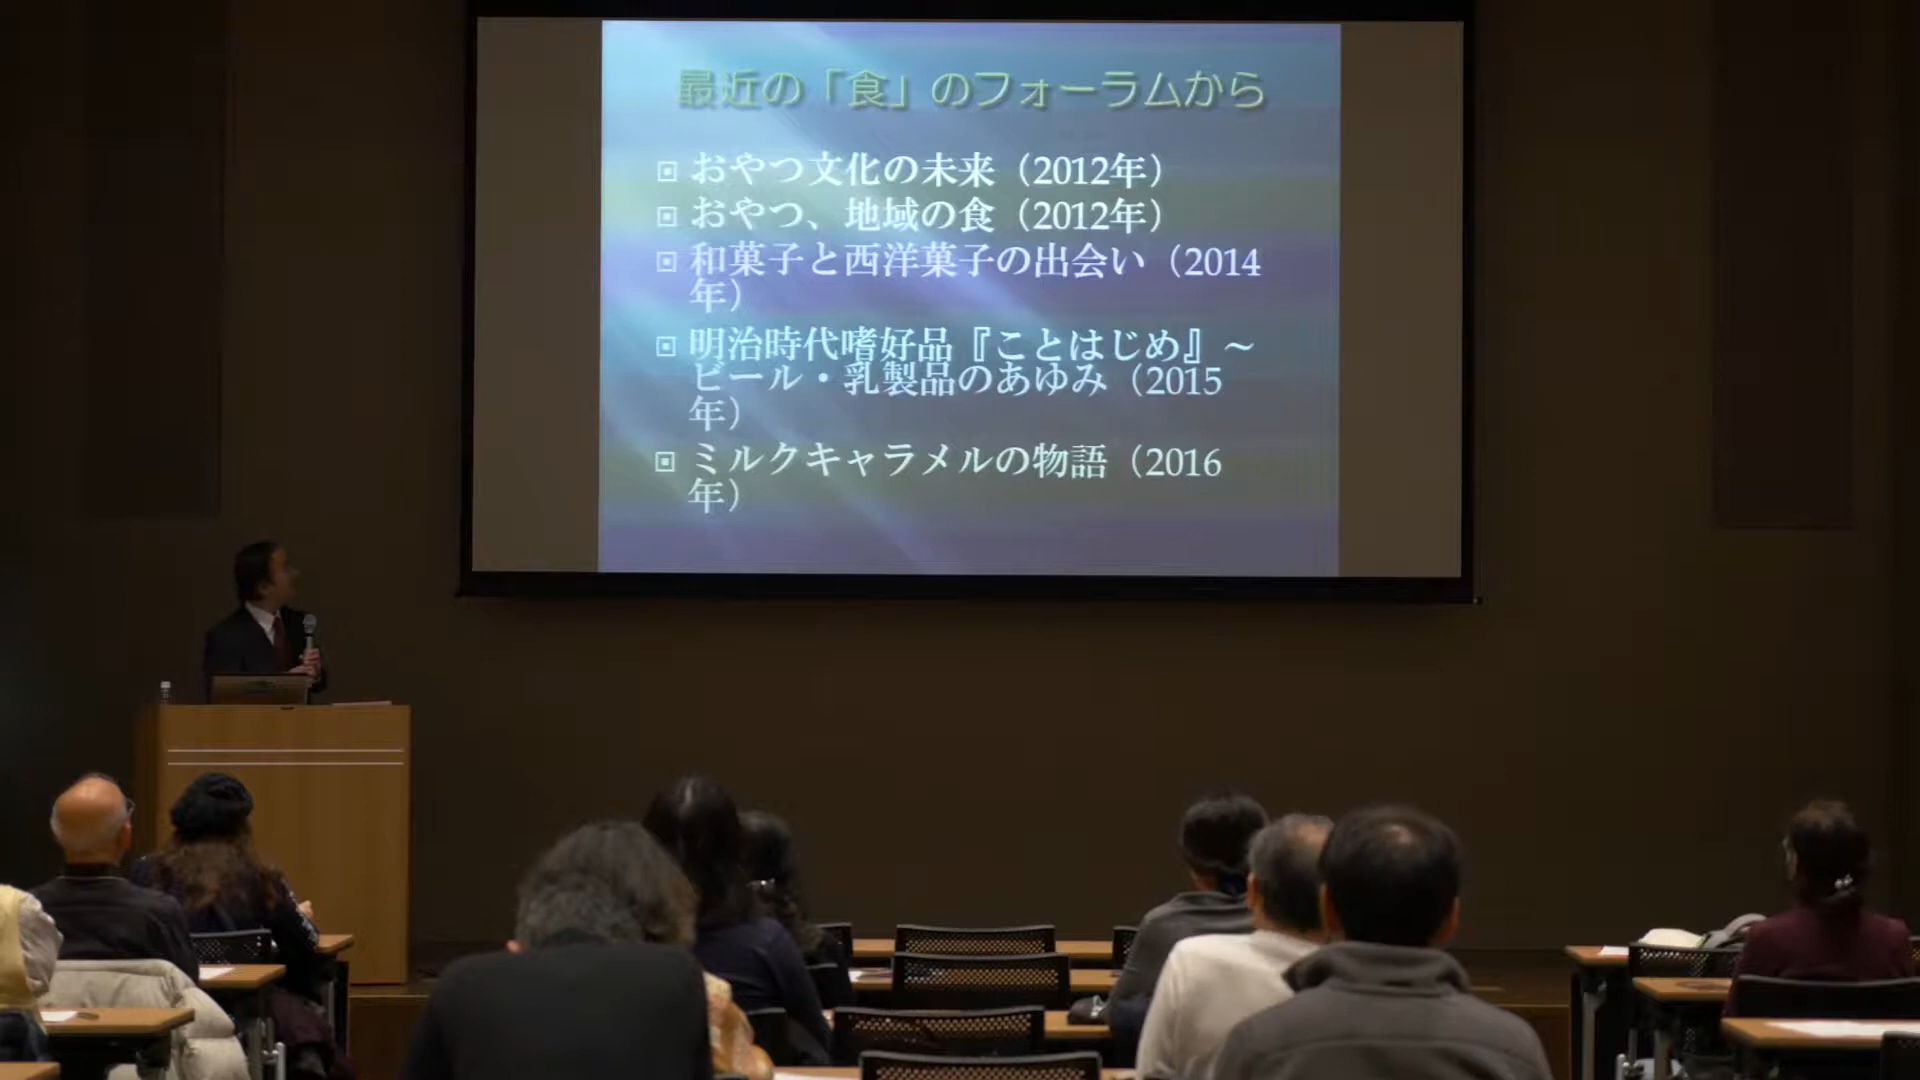 最近の「食」のフォーラムから
おやつ文化の未来（2012年）
おやつ、地域の食（2012年）
和菓子と西洋菓子の出会い（2014
年）
明治時代嗜好品『ことはじめ』～
ビール・乳製品のあゆみ（2015
年）
ミルクキャラメルの物語（2016
年）